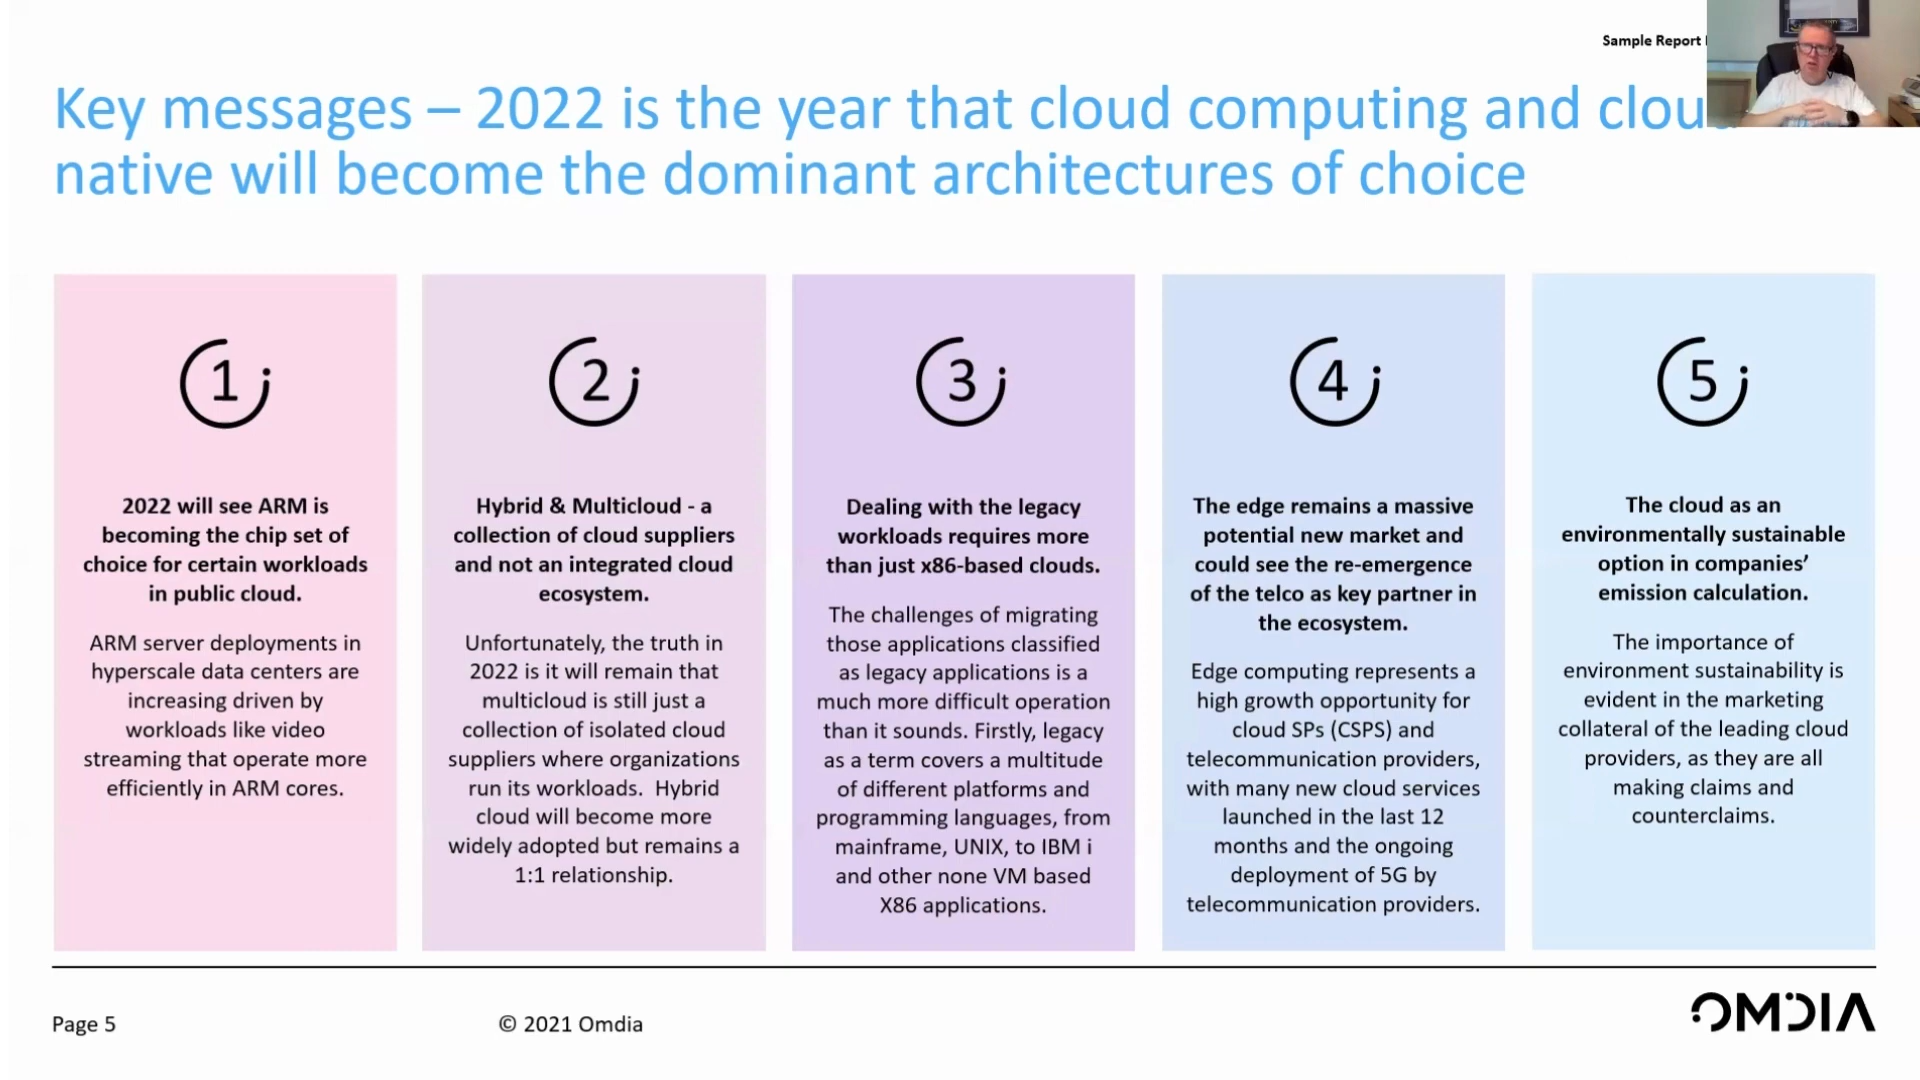 Sample Report
Key messages – 2022 is the year that cloud computing and clou
native will become the dominant architectures of choice
1
2022 will see ARM is
becoming the chip set of
choice for certain workloads
in public cloud.
ARM server deployments in
hyperscale data centers are
increasing driven by
workloads like video
streaming that operate more
efficiently in ARM cores.
2
Hybrid & Multicloud - a
collection of cloud suppliers
and not an integrated cloud
ecosystem.
Unfortunately, the truth in
2022 is it will remain that
multicloud is still just a
collection of isolated cloud
suppliers where organizations
run its workloads. Hybrid
cloud will become more
widely adopted but remains a
1:1 relationship.
3
Dealing with the legacy
workloads requires more
than just x86-based clouds.
The challenges of migrating
those applications classified
as legacy applications is a
much more difficult operation
than it sounds. Firstly, legacy
as a term covers a multitude
of different platforms and
programming languages, from
mainframe, UNIX, to IBM i
and other none VM based
X86 applications.
4
The edge remains a massive
potential new market and
could see the re-emergence
of the telco as key partner in
the ecosystem.
Edge computing represents a
high growth opportunity for
cloud SPs (CSPS) and
telecommunication providers,
with many new cloud services
launched in the last 12
months and the ongoing
deployment of 5G by
telecommunication providers.
5
The cloud as an
environmentally sustainable
option in companies’
emission calculation.
The importance of
environment sustainability is
evident in the marketing
collateral of the leading cloud
providers, as they are all
making claims and
counterclaims.
Page 5
© 2021 Omdia
OMDIA